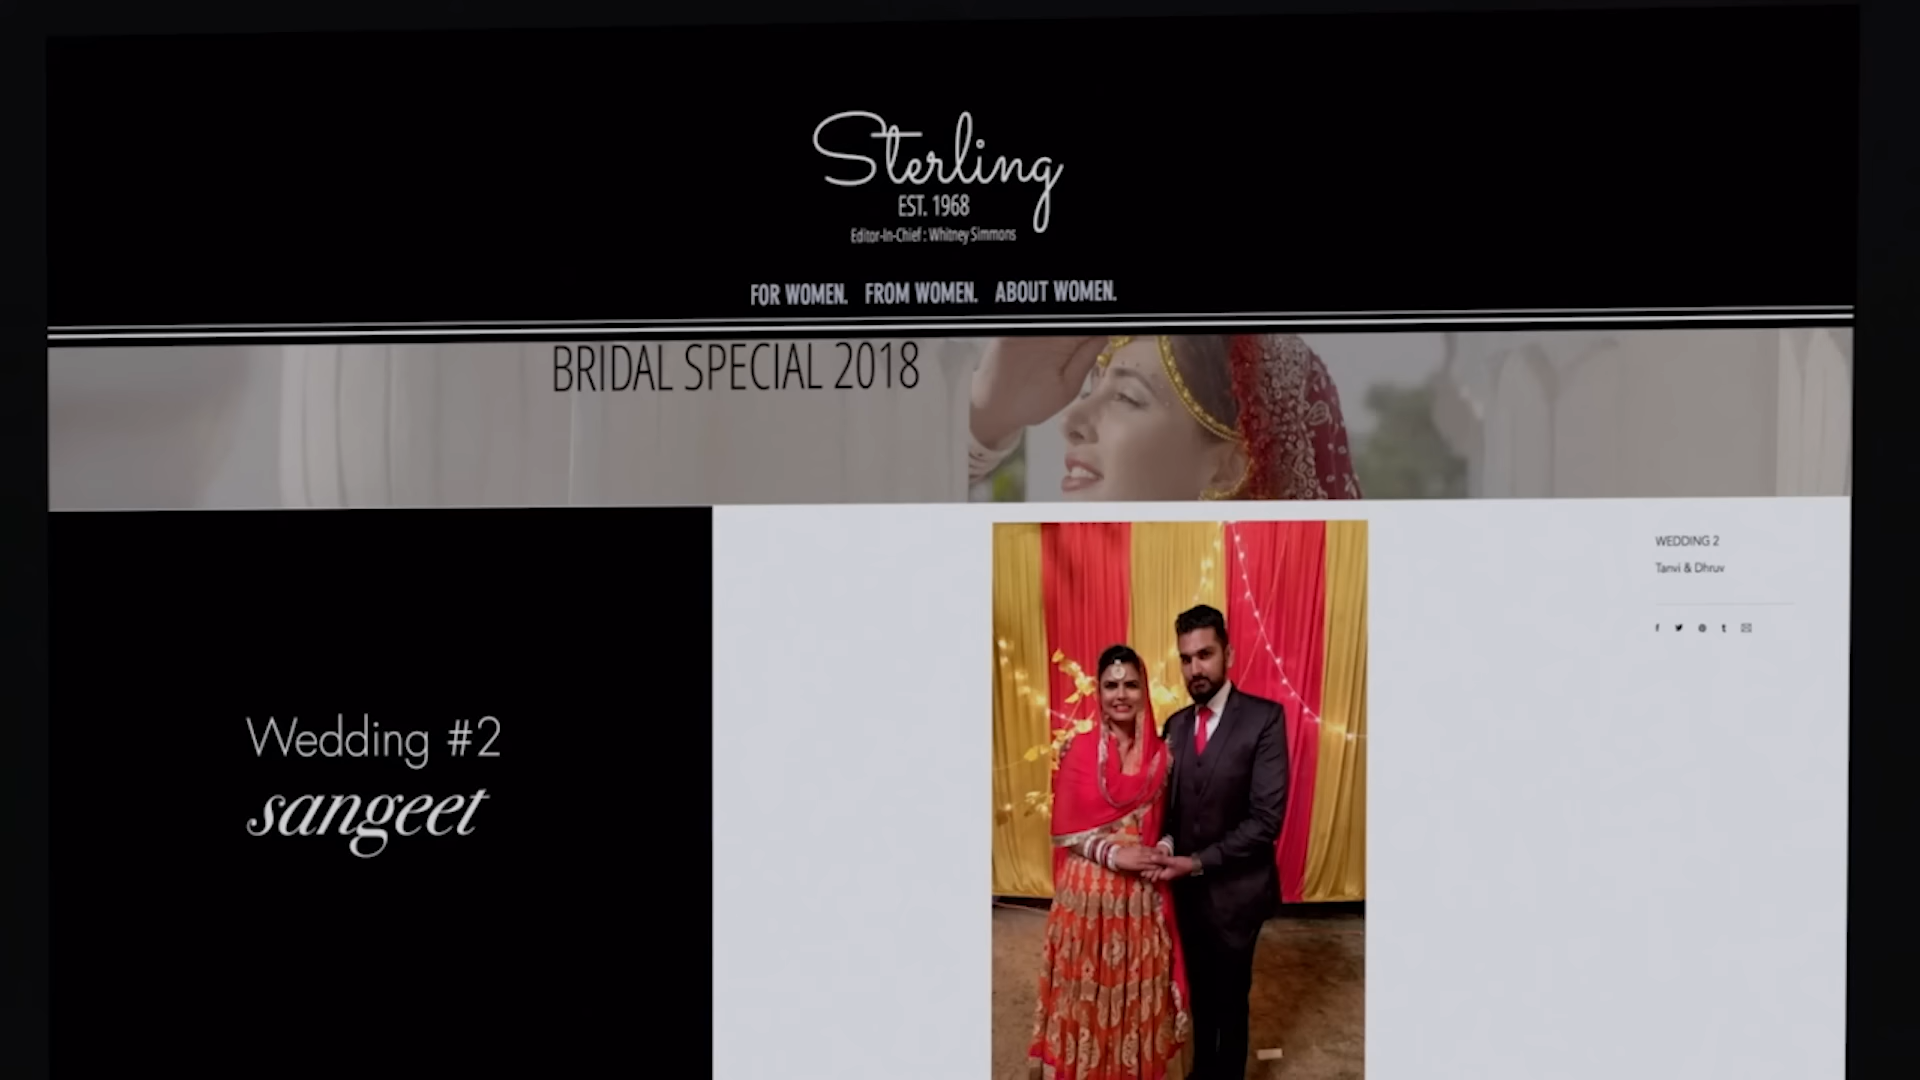 Sterling
EST. 1968
Editor-In-Chief : Whitney Simmons
FOR WOMEN. FROM WOMEN. ABOUT WOMEN.
BRIDAL SPECIAL 2018
WEDDING 2
Tanvi & Dhruv
Wedding #2
sangeet